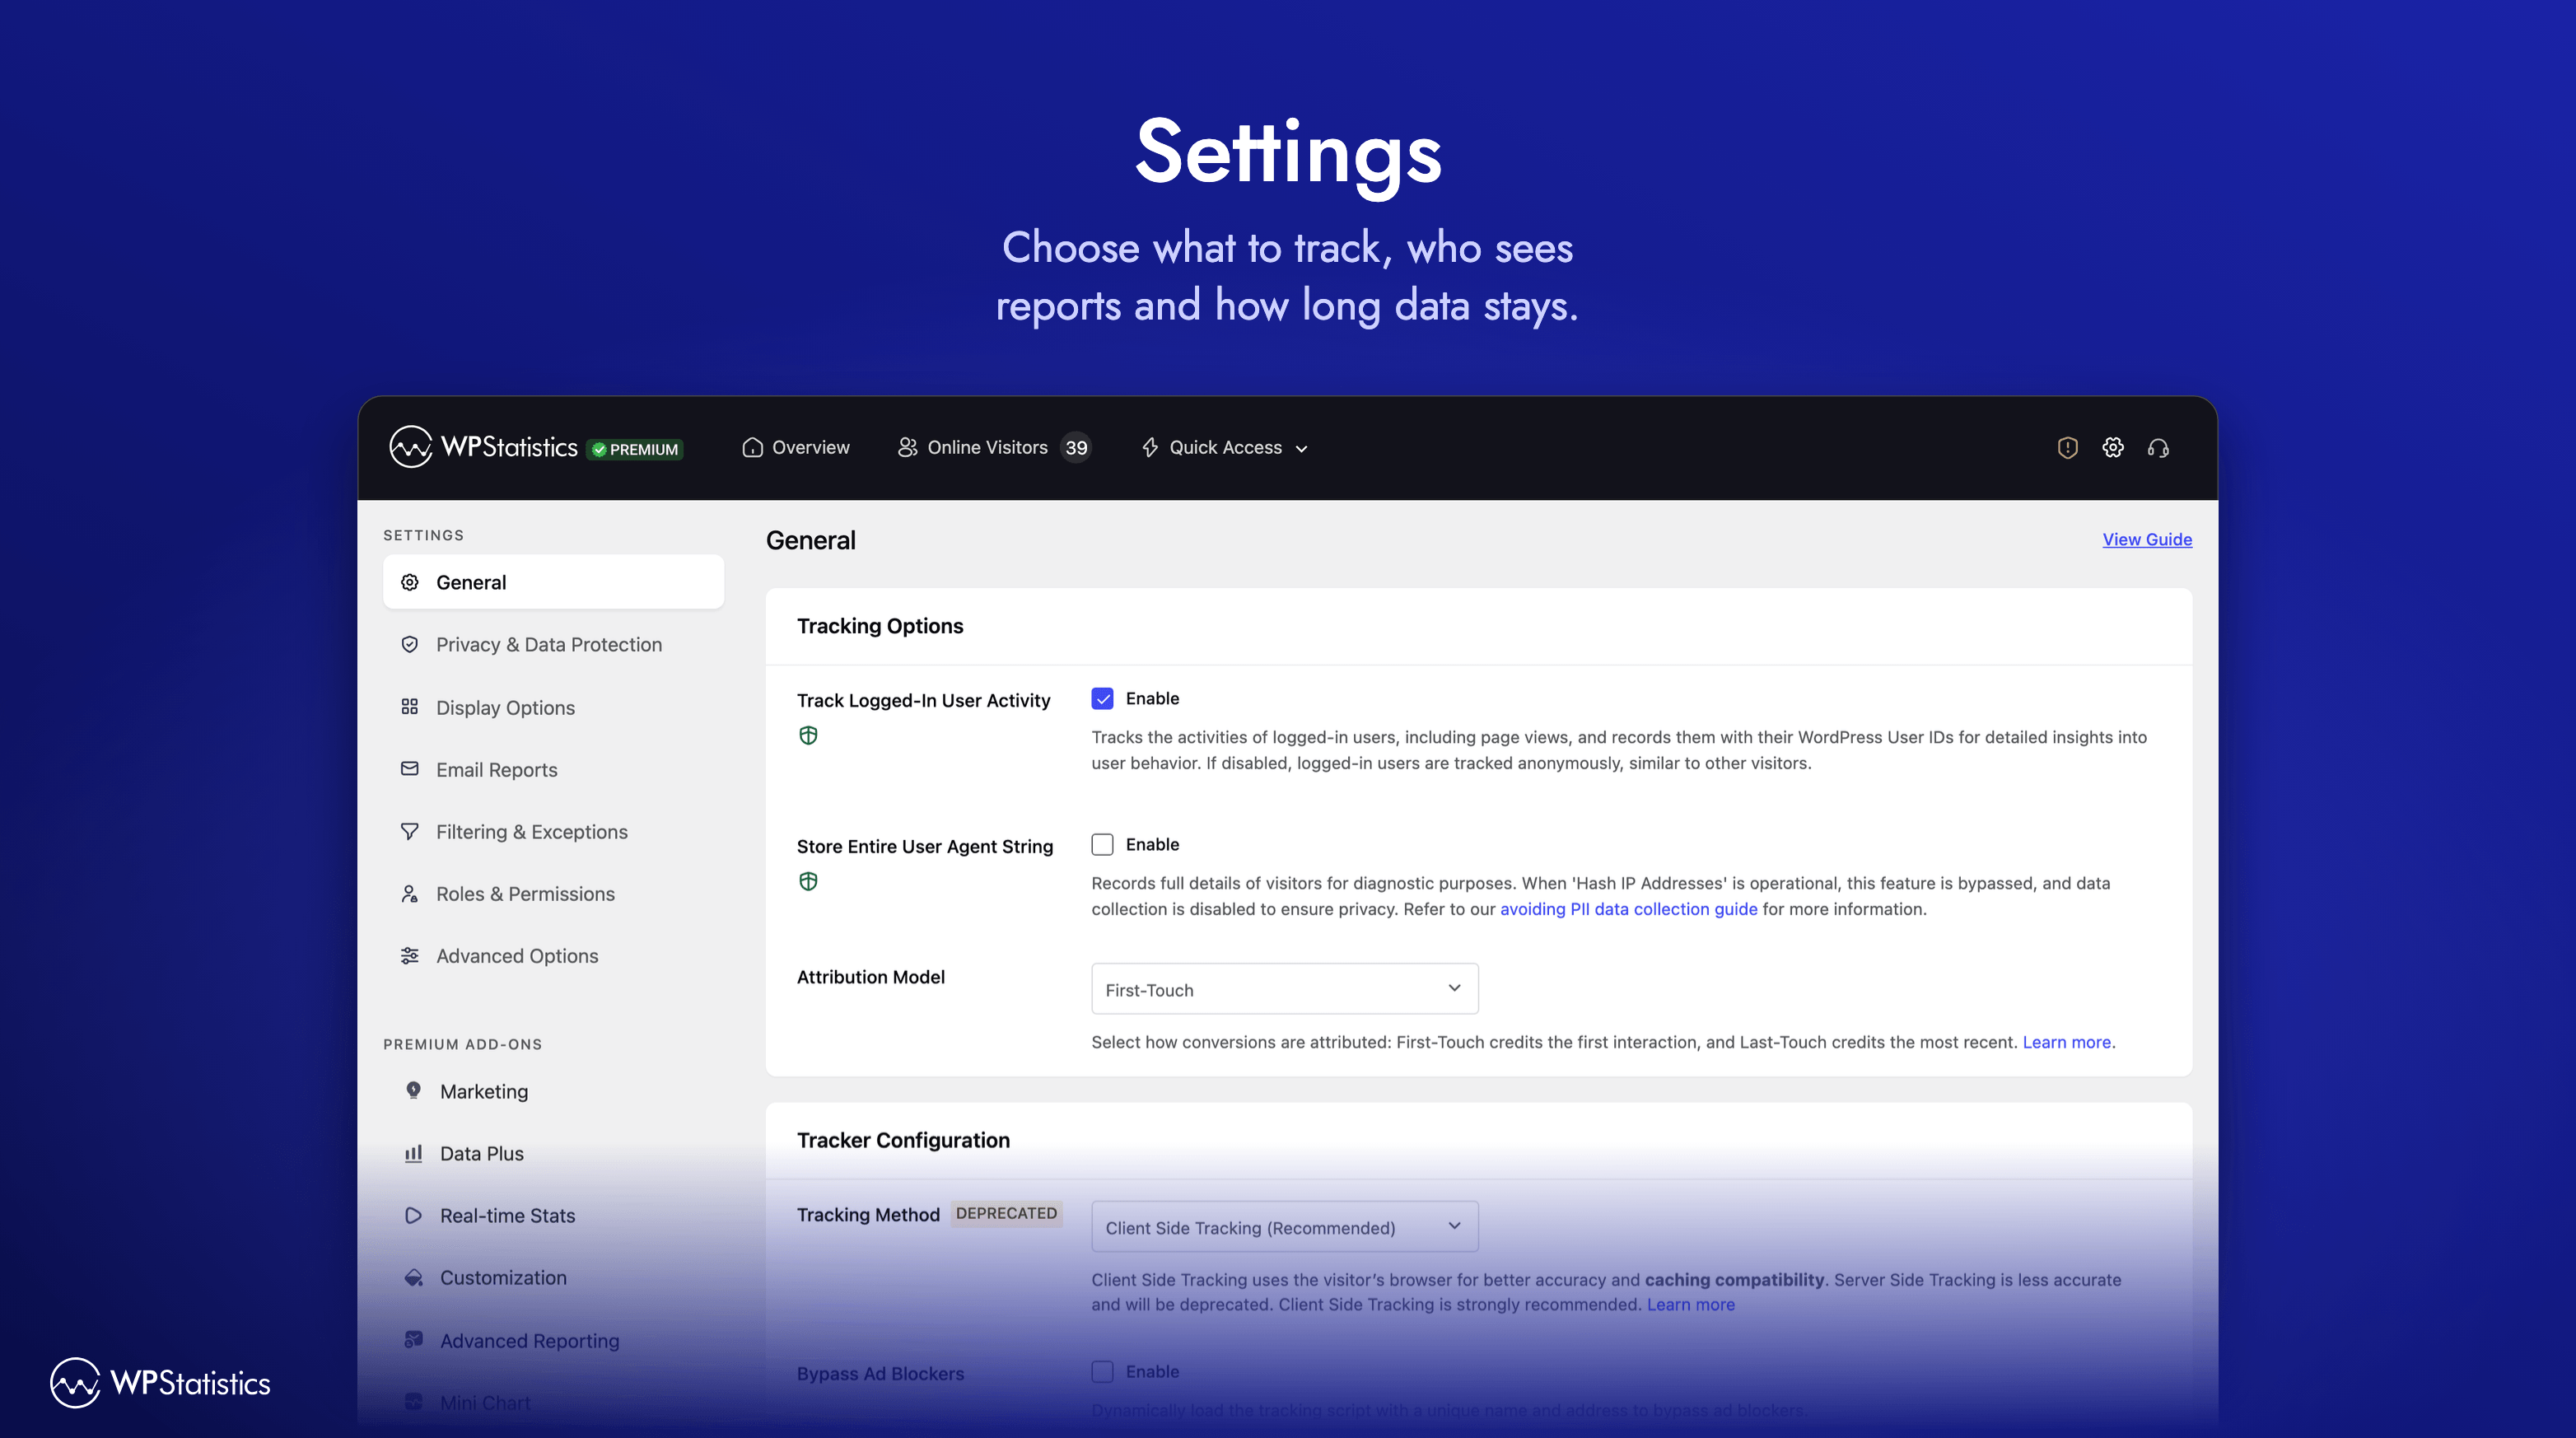 Settings
Choose what to track, who sees
reports and how long data stays.
WPStatistics PREMIUM
Overview
Online Visitors 39
Quick Access
SETTINGS
General
Privacy & Data Protection
Display Options
Email Reports
Filtering & Exceptions
Roles & Permissions
Advanced Options
PREMIUM ADD-ONS
Marketing
Data Plus
Real-time Stats
Customization
Advanced Reporting
Mini Chart
General
View Guide
Tracking Options
Track Logged-In User Activity
Enable
Tracks the activities of logged-in users, including page views, and records them with their WordPress User IDs for detailed insights into
user behavior. If disabled, logged-in users are tracked anonymously, similar to other visitors.
Store Entire User Agent String
Enable
Records full details of visitors for diagnostic purposes. When 'Hash IP Addresses' is operational, this feature is bypassed, and data
collection is disabled to ensure privacy. Refer to our avoiding PII data collection guide for more information.
Attribution Model
First-Touch
Select how conversions are attributed: First-Touch credits the first interaction, and Last-Touch credits the most recent. Learn more.
Tracker Configuration
Tracking Method DEPRECATED
Client Side Tracking (Recommended)
Client Side Tracking uses the visitor’s browser for better accuracy and caching compatibility. Server Side Tracking is less accurate
and will be deprecated. Client Side Tracking is strongly recommended. Learn more
Bypass Ad Blockers
Enable
Dynamically load the tracking script with a unique name and address to bypass ad blockers.
WPStatistics